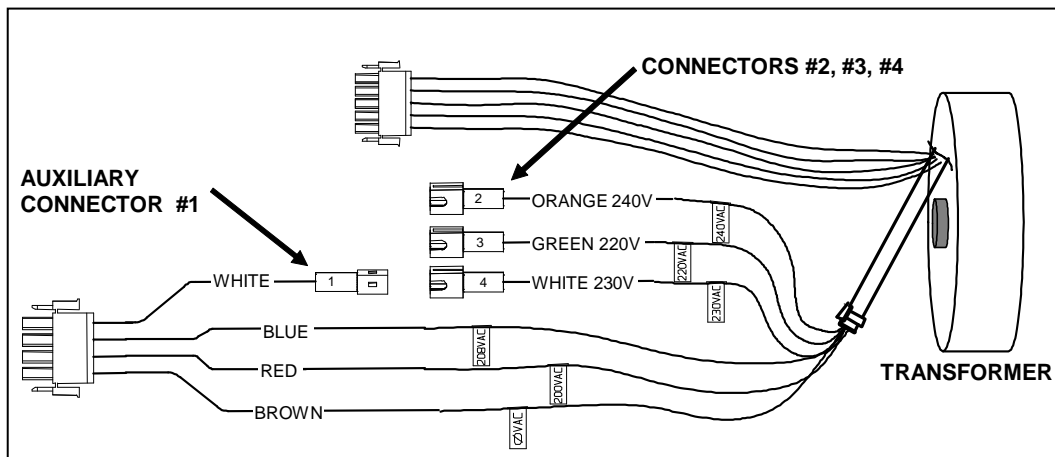 CONNECTORS #2, #3, #4
AUXILIARY
CONNECTOR #1
2
ORANGE 240V
240VAC
3
GREEN 220V
220VAC
WHITE
1
4
WHITE 230V
230VAC
BLUE
208VAC
RED
200VAC
TRANSFORMER
BROWN
∅VAC